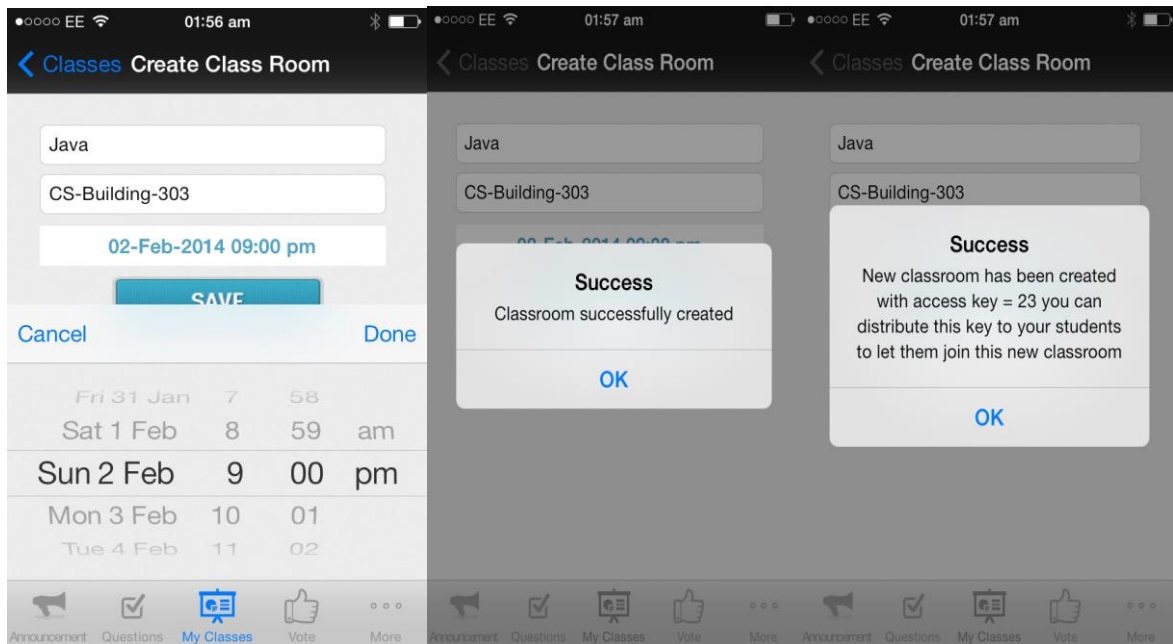 EE 01:56 am
Classes Create Class Room
Java
CS-Building-303
02-Feb-2014 09:00 pm
SAVE
Cancel Done
Fri 31 Jan 7 58
Sat 1 Feb 8 59 am
Sun 2 Feb 9 00 pm
Mon 3 Feb 10 01
Tue 4 Feb 11 02
Announcement Questions My Classes Vote More
EE 01:57 am
Classes Create Class Room
Java
CS-Building-303
02-Feb-2014 09:00 pm
Success
Classroom successfully created
OK
Announcement Questions My Classes Vote More
EE 01:57 am
Classes Create Class Room
Java
CS-Building-303
Success
New classroom has been created
with access key = 23 you can
distribute this key to your students
to let them join this new classroom
OK
Announcement Questions My Classes Vote More